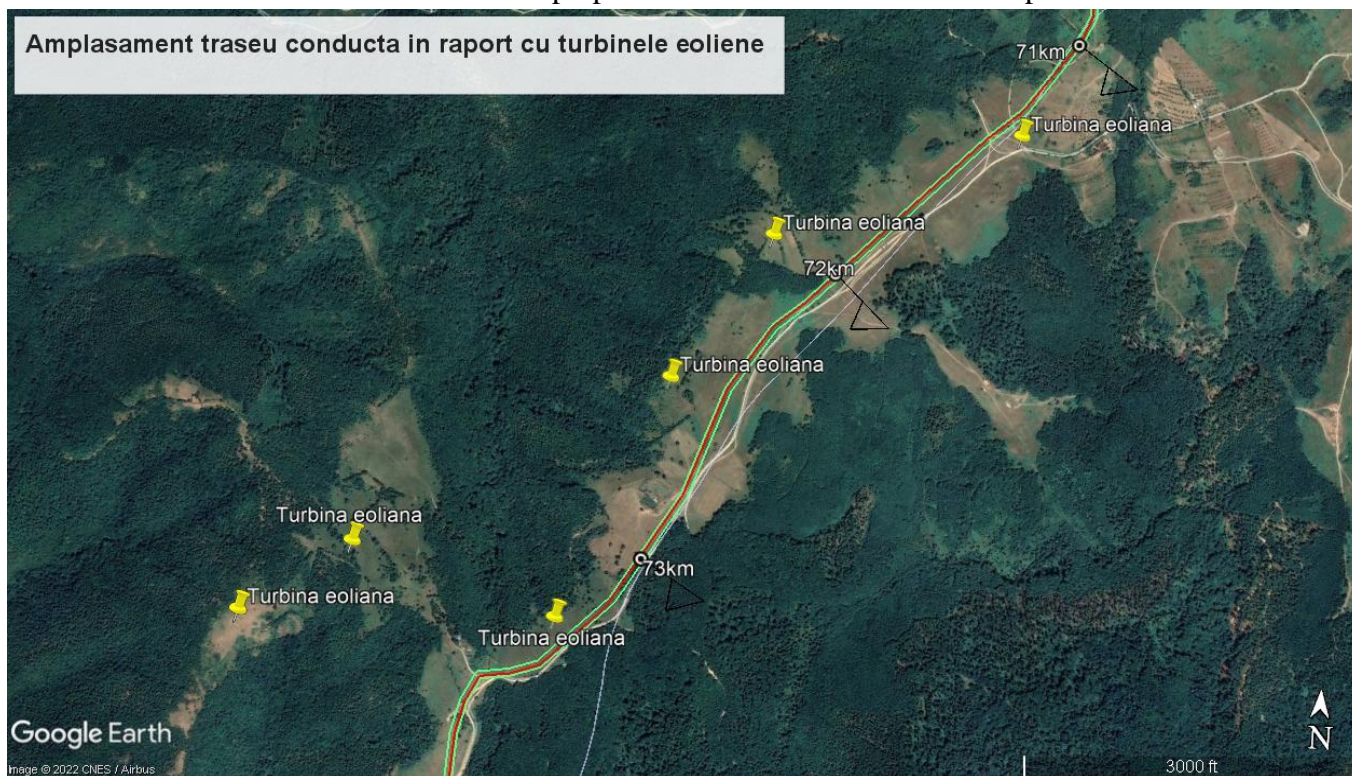 Amplasament traseu conducta in raport cu turbinele eoliene
71km
Turbina eoliana
Turbina eoliana
72km
Turbina eoliana
Turbina eoliana
73km
Turbina eoliana
Turbina eoliana
Google Earth
N
Image © 2022 CNES / Airbus
3000 ft